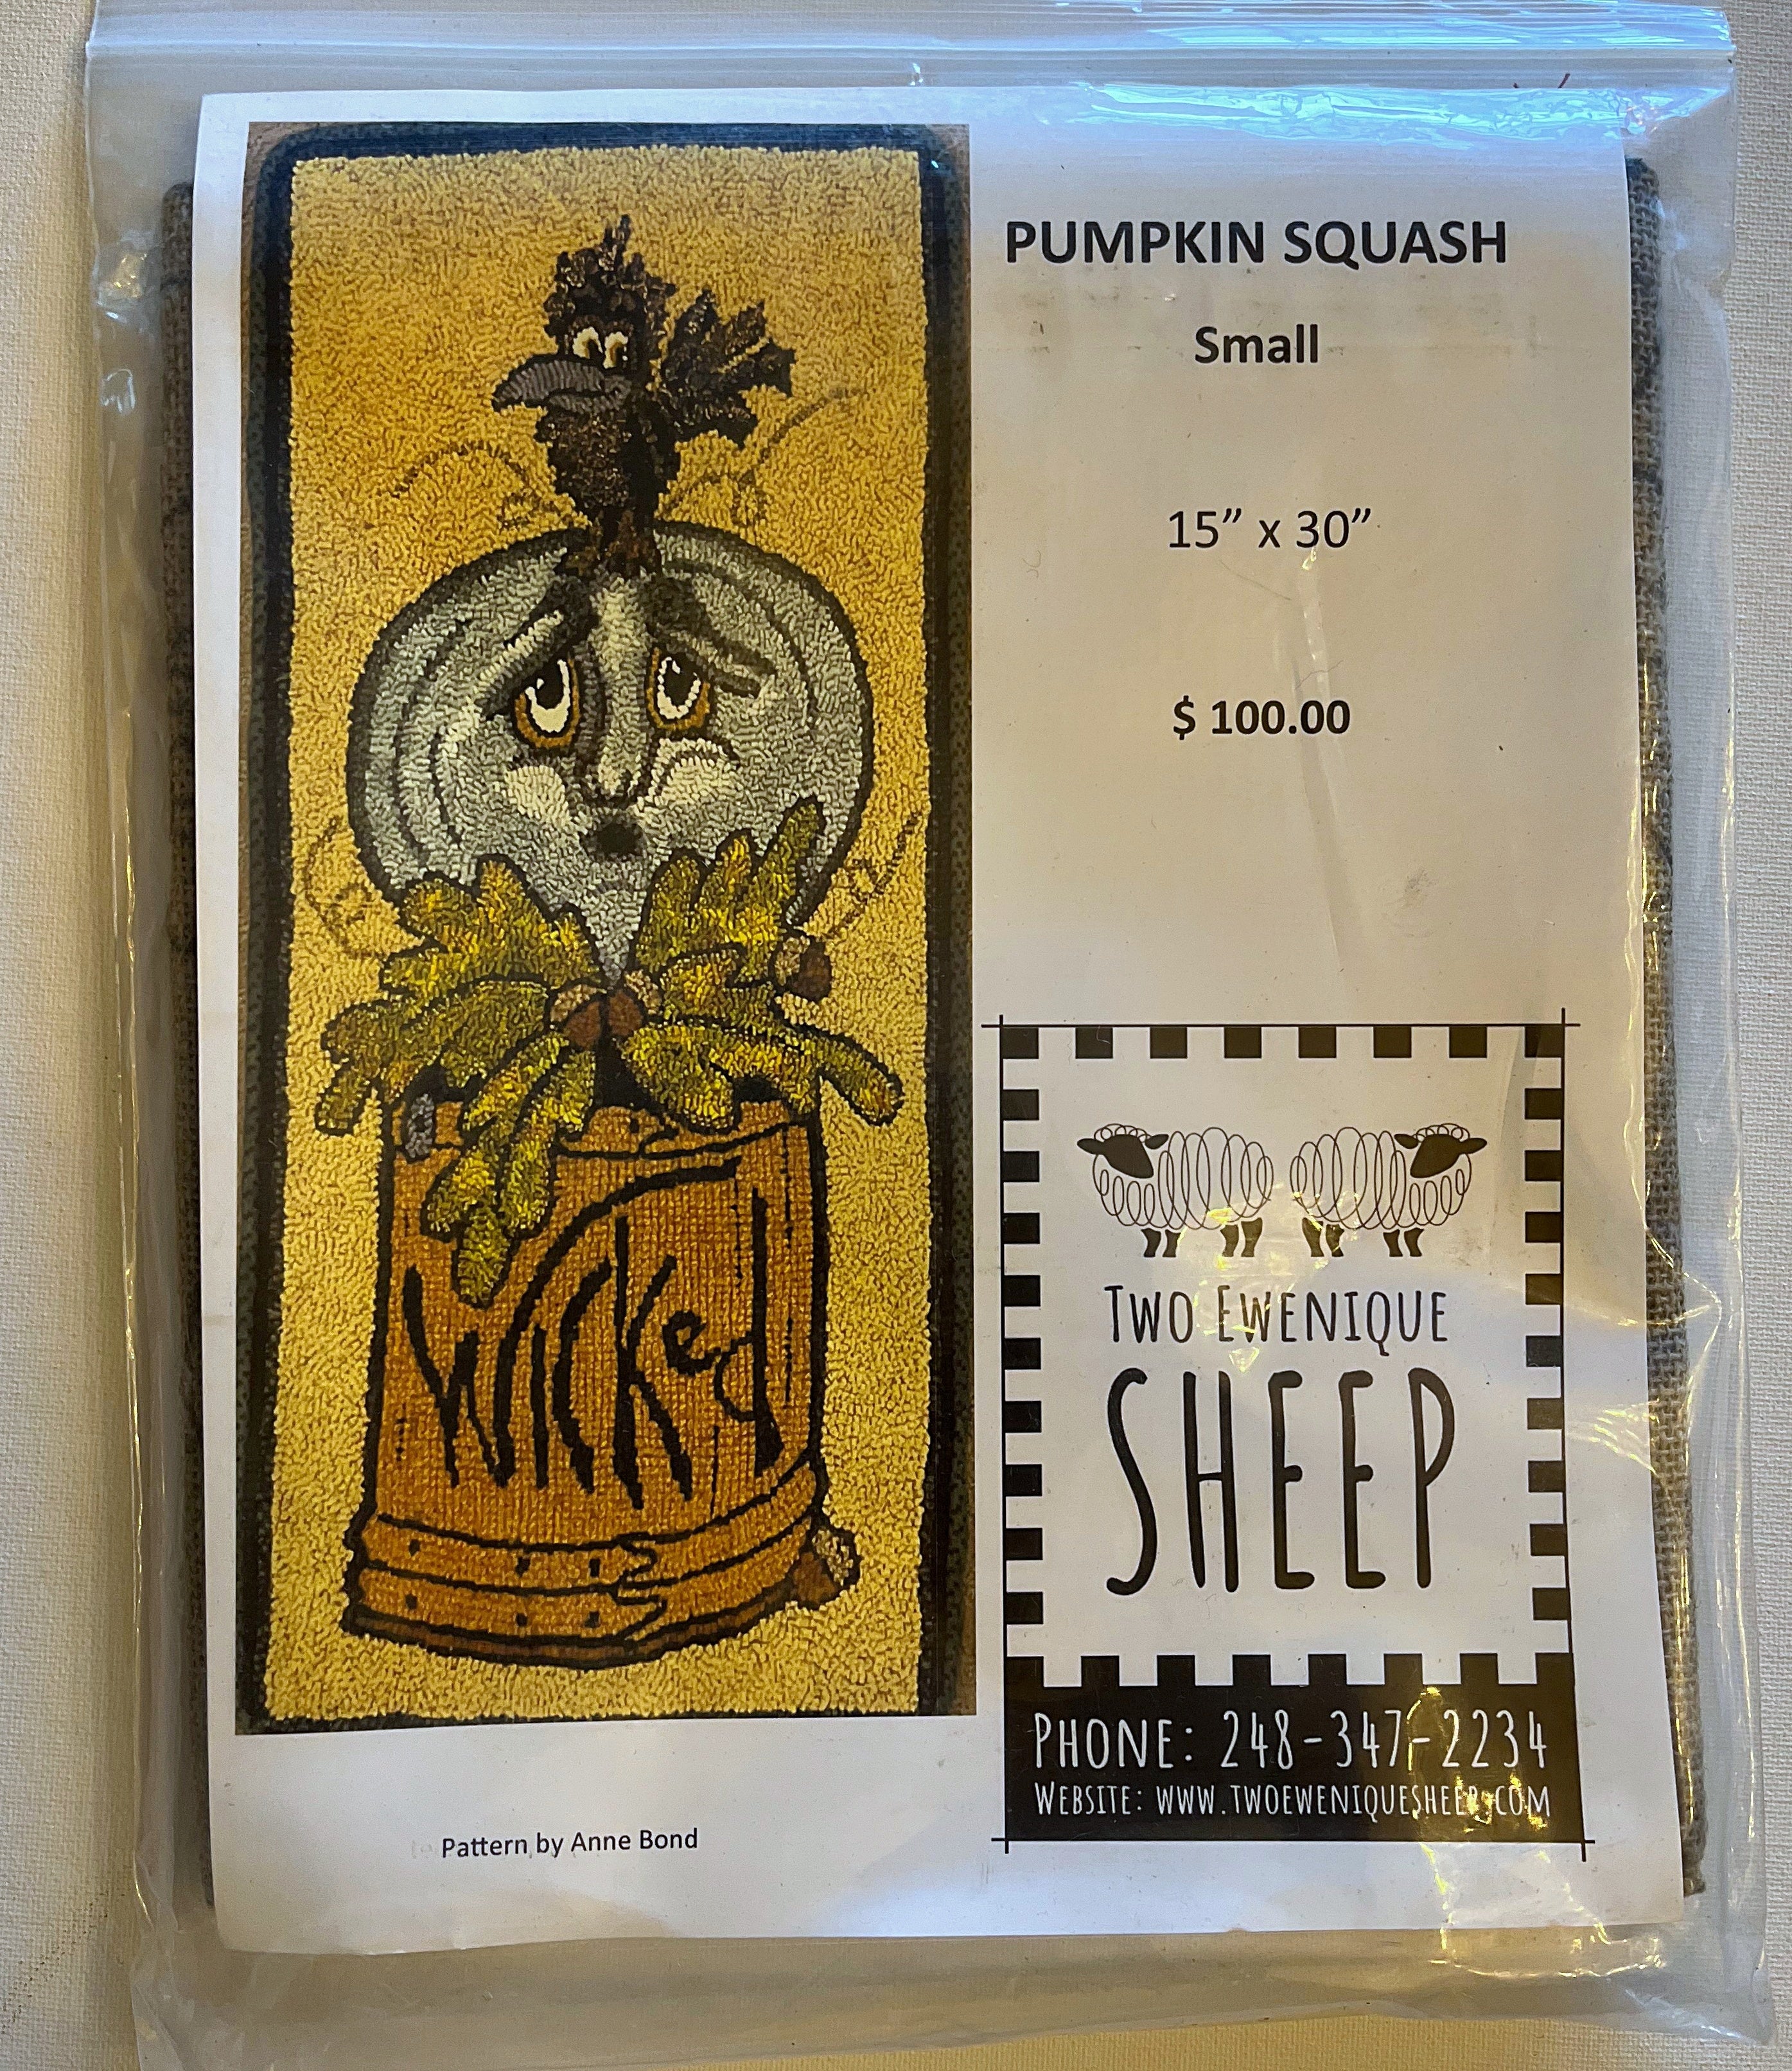 PUMPKIN SQUASH
Small
15” x 30”
$ 100.00
Wicked
TWO EWENIQUE
SHEEP
PHONE: 248-347-2234
WEBSITE: WWW.TWOEWENIQUESHEEP.COM
Pattern by Anne Bond